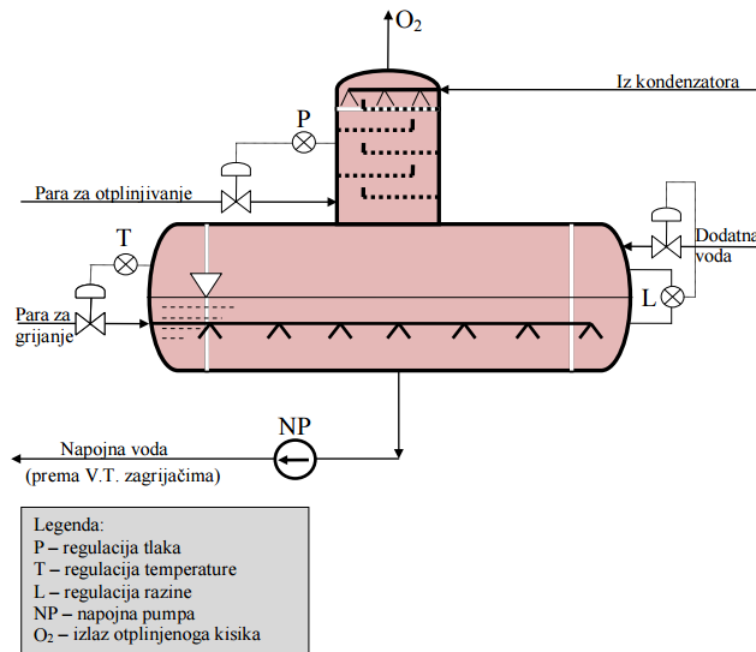 O₂
Iz kondenzatora
P
Para za otplinjivanje
T
Dodatna
voda
L
Para za
grijanje
NP
Napojna voda
(prema V.T. zagrijačima)
Legenda:
P – regulacija tlaka
T – regulacija temperature
L – regulacija razine
NP – napojna pumpa
O₂ – izlaz otplinjenoga kisika